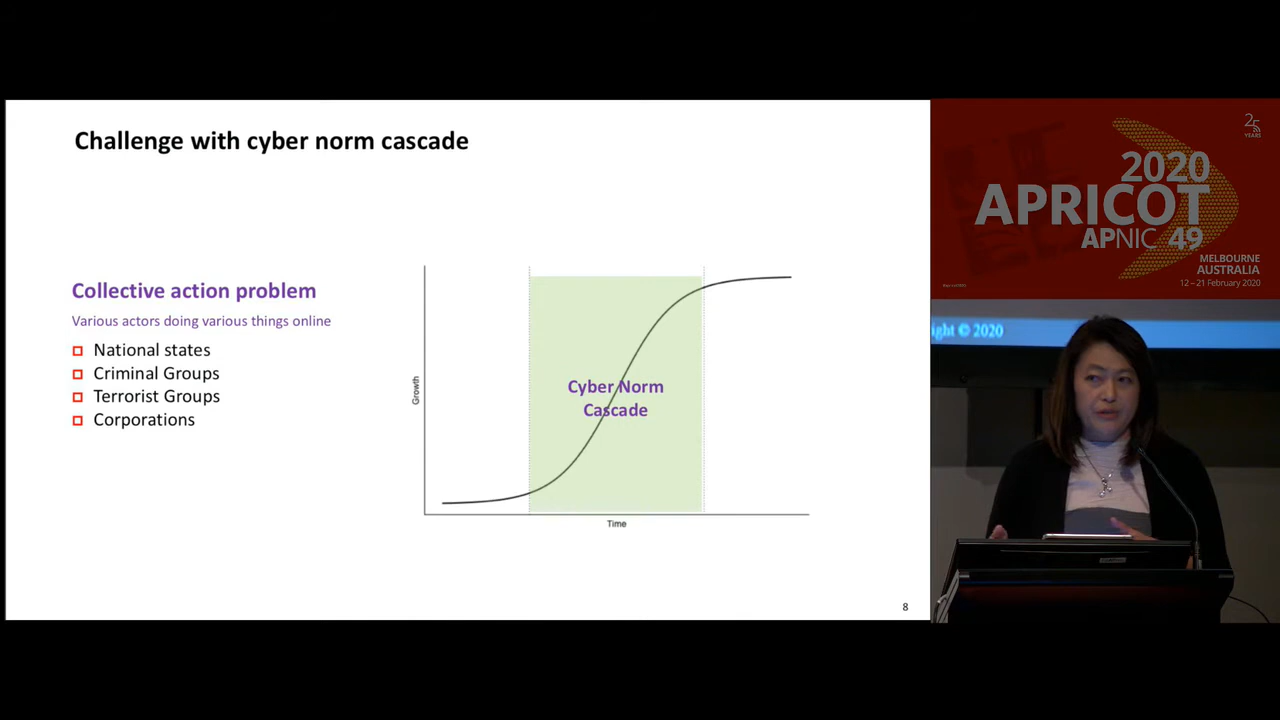 Challenge with cyber norm cascade
Collective action problem
Various actors doing various things online
National states
Criminal Groups
Terrorist Groups
Corporations
Growth
Cyber Norm
Cascade
Time
8
25
YEARS
2020
APRICOT
APNIC 49
MELBOURNE
AUSTRALIA
12 – 21 February 2020
ight © 2020